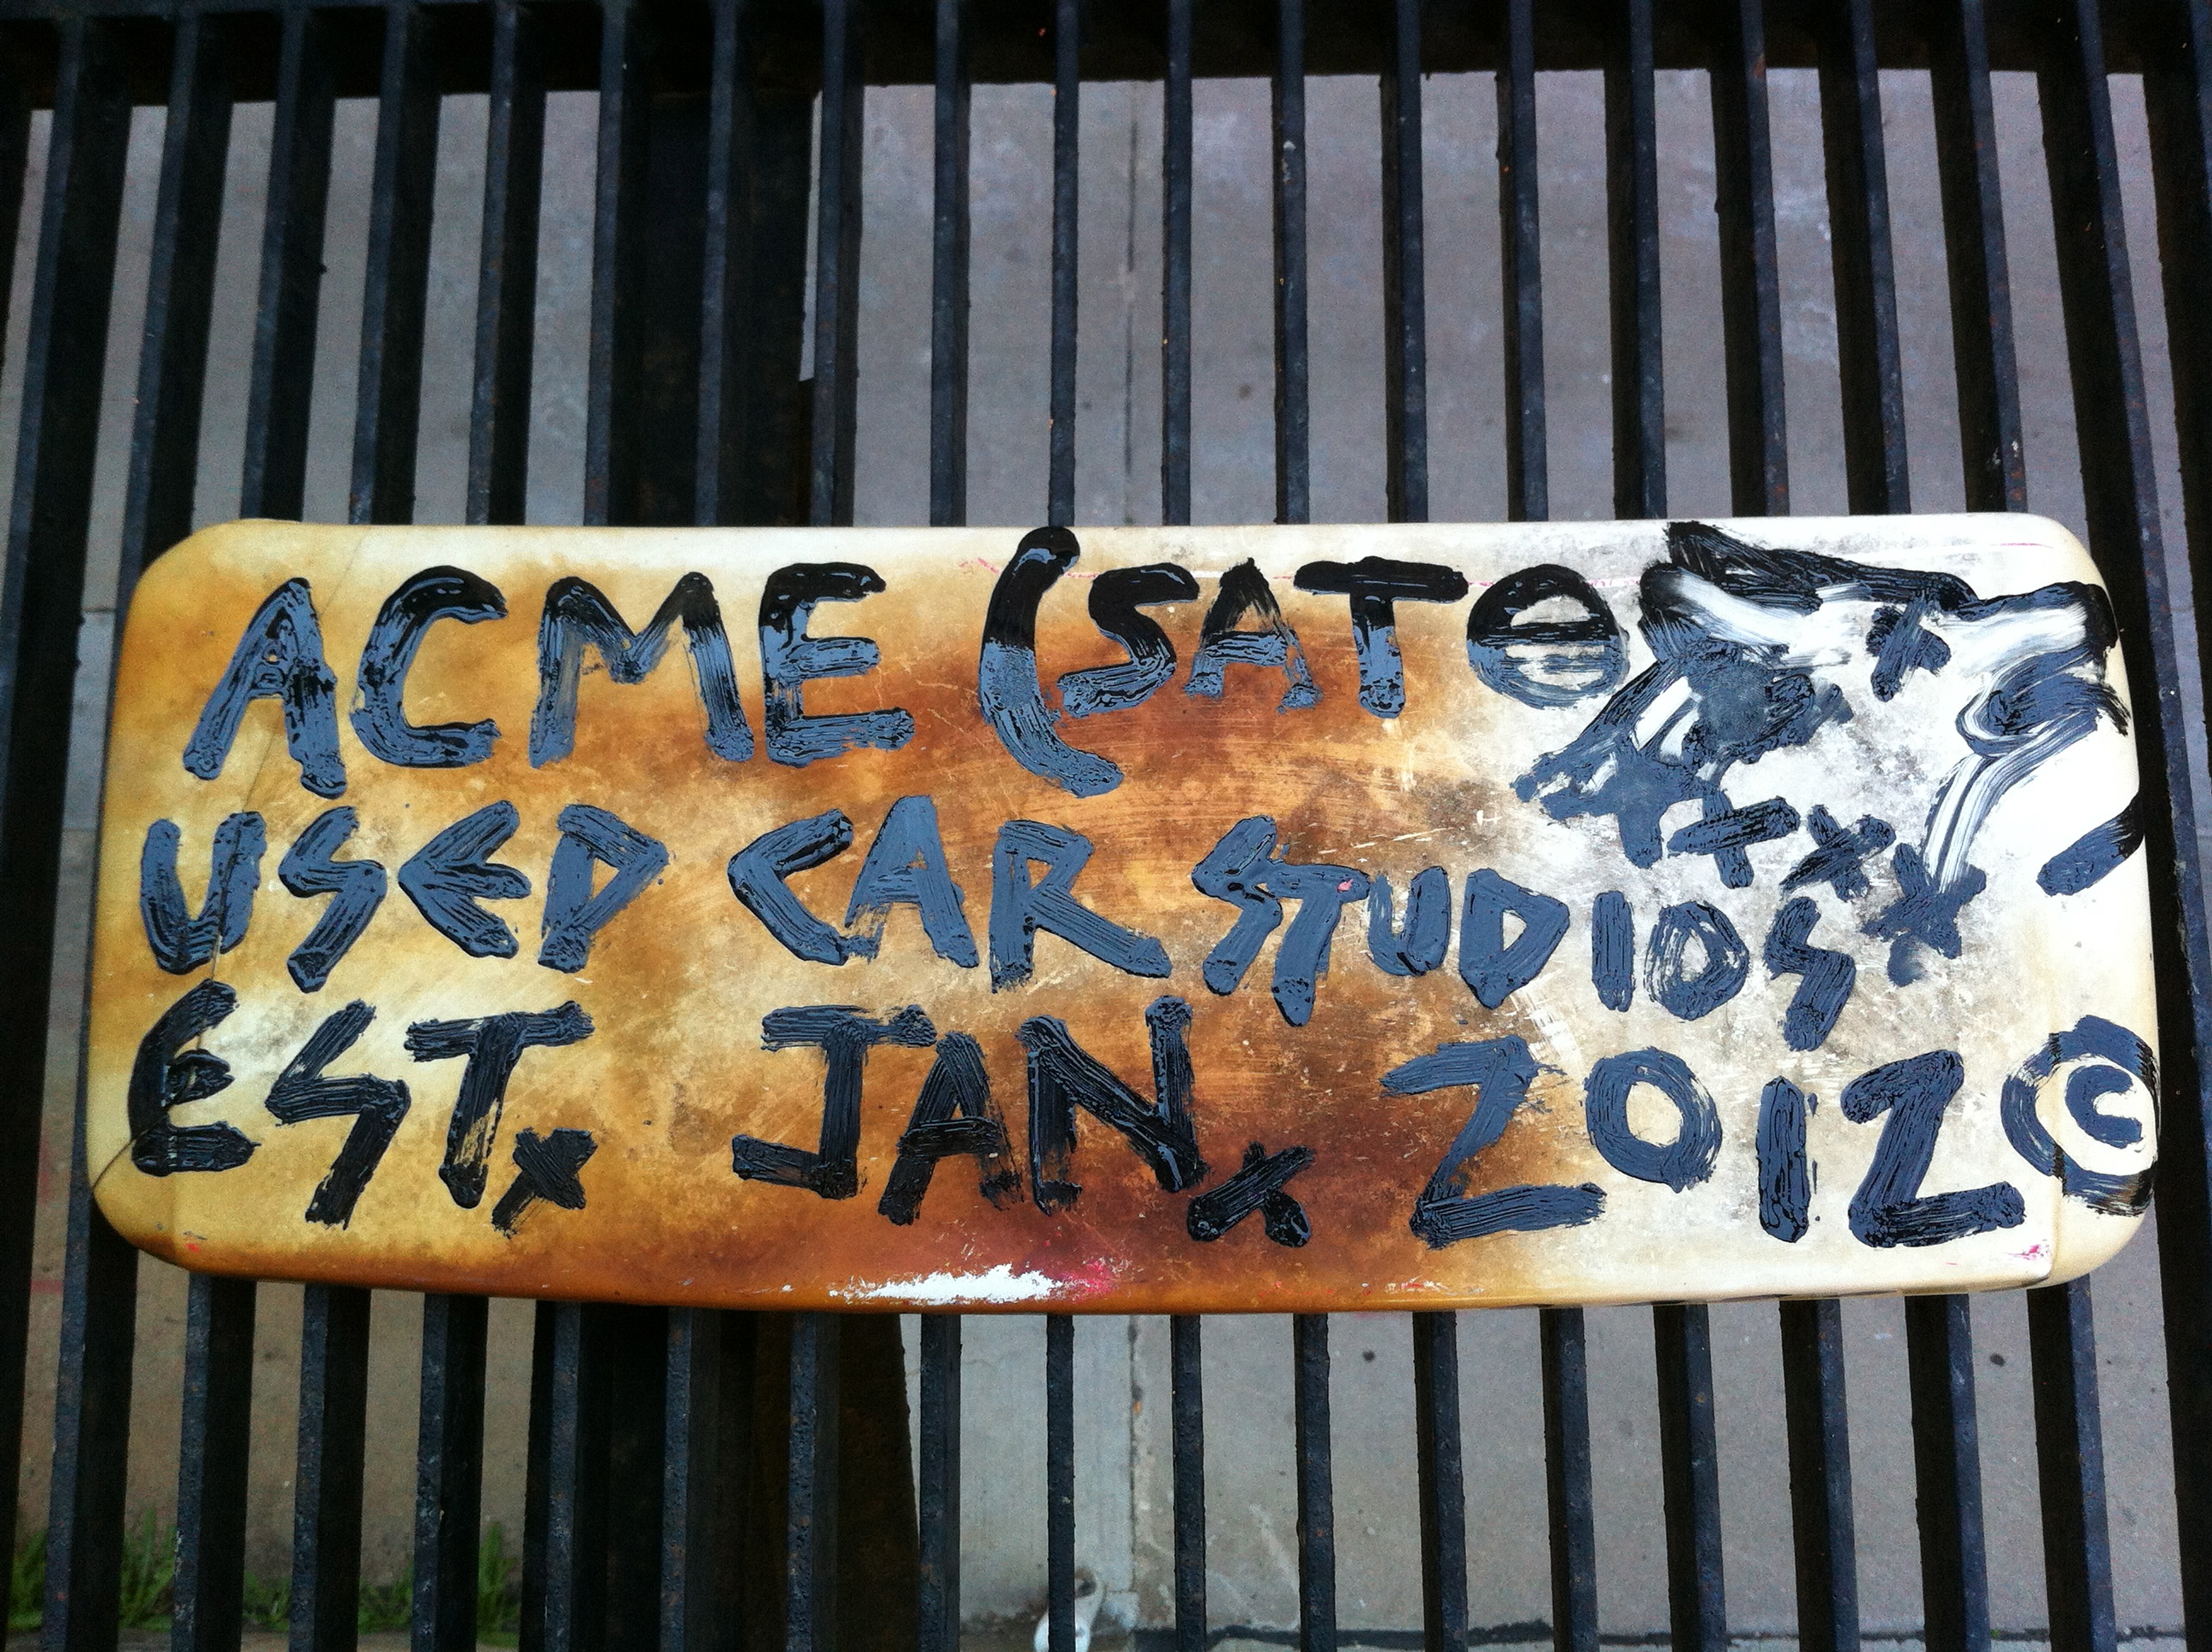 ACME (SATO
USED CAR STUDIOS
EST. JAN. 2012 ©